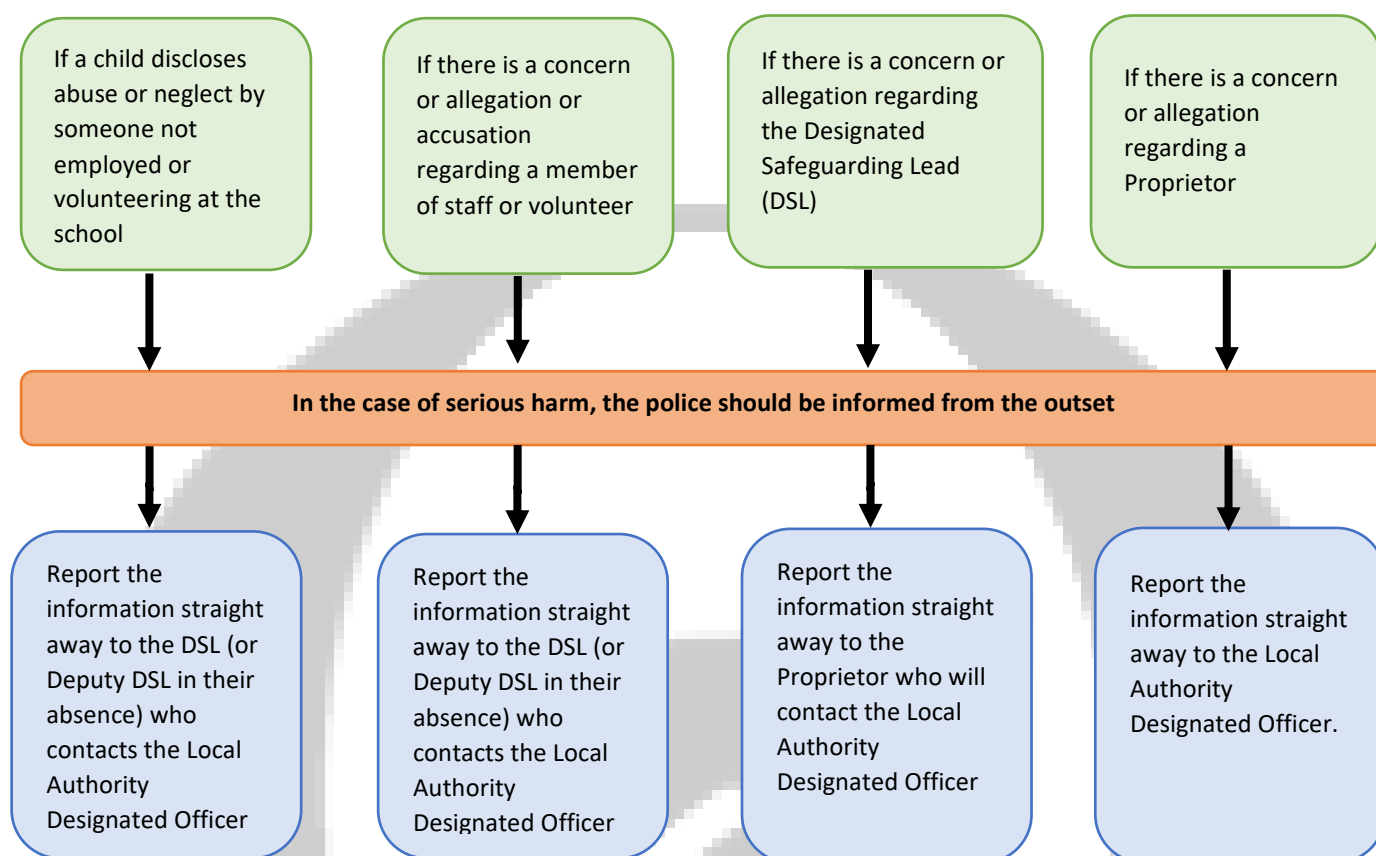 If a child discloses
abuse or neglect by
someone not
employed or
volunteering at the
school
If there is a concern
or allegation or
accusation
regarding a member
of staff or volunteer
If there is a concern or
allegation regarding
the Designated
Safeguarding Lead
(DSL)
If there is a concern
or allegation
regarding a
Proprietor
In the case of serious harm, the police should be informed from the outset
Report the
information straight
away to the DSL (or
Deputy DSL in their
absence) who
contacts the Local
Authority
Designated Officer
Report the
information straight
away to the DSL (or
Deputy DSL in their
absence) who
contacts the Local
Authority
Designated Officer
Report the
information straight
away to the
Proprietor who will
contact the Local
Authority
Designated Officer
Report the
information straight
away to the Local
Authority
Designated Officer.